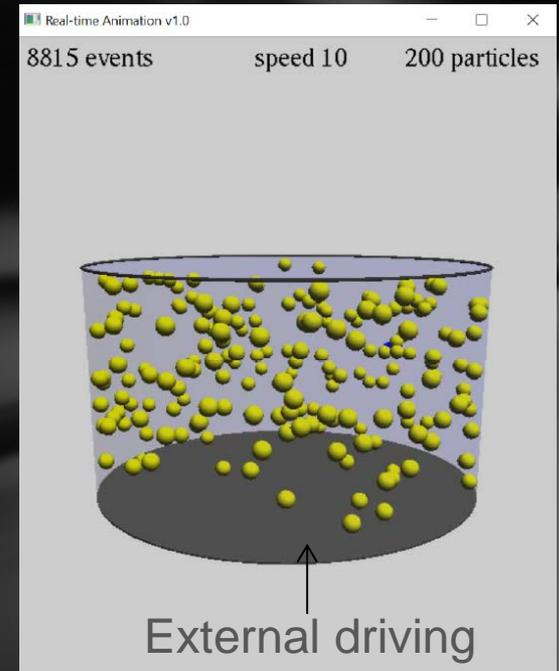 Real-time Animation v1.0
8815 events speed 10 200 particles
External driving